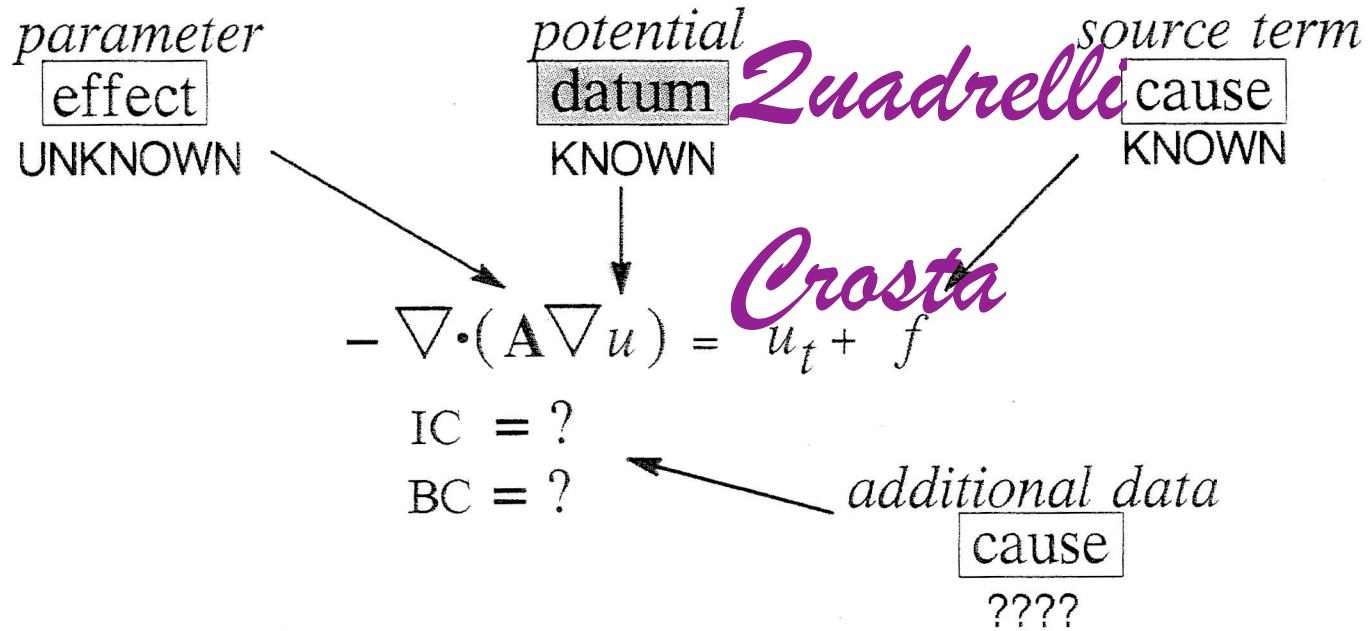 parameter potential source term
effect datum Quadrelli cause
UNKNOWN KNOWN KNOWN
Crosta
− ∇·( A ∇ u ) = u_t + f
IC = ?
BC = ?
additional data
cause
????